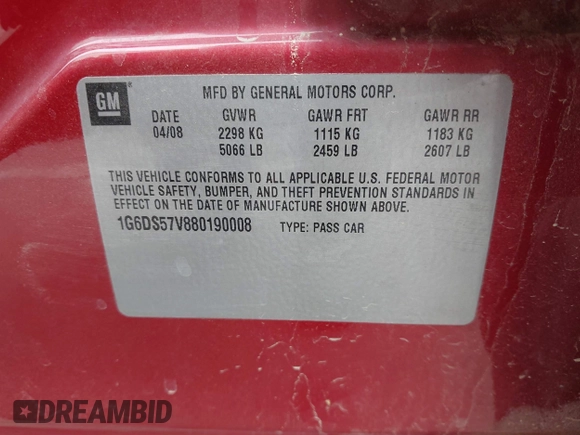 GM
MFD BY GENERAL MOTORS CORP.
DATE GVWR GAWR FRT GAWR RR
04/08 2298 KG 1115 KG 1183 KG
5066 LB 2459 LB 2607 LB
THIS VEHICLE CONFORMS TO ALL APPLICABLE U.S. FEDERAL MOTOR
VEHICLE SAFETY, BUMPER, AND THEFT PREVENTION STANDARDS IN
EFFECT ON THE DATE OF MANUFACTURE SHOWN ABOVE.
1G6DS57V880190008 TYPE: PASS CAR
DREAMBID